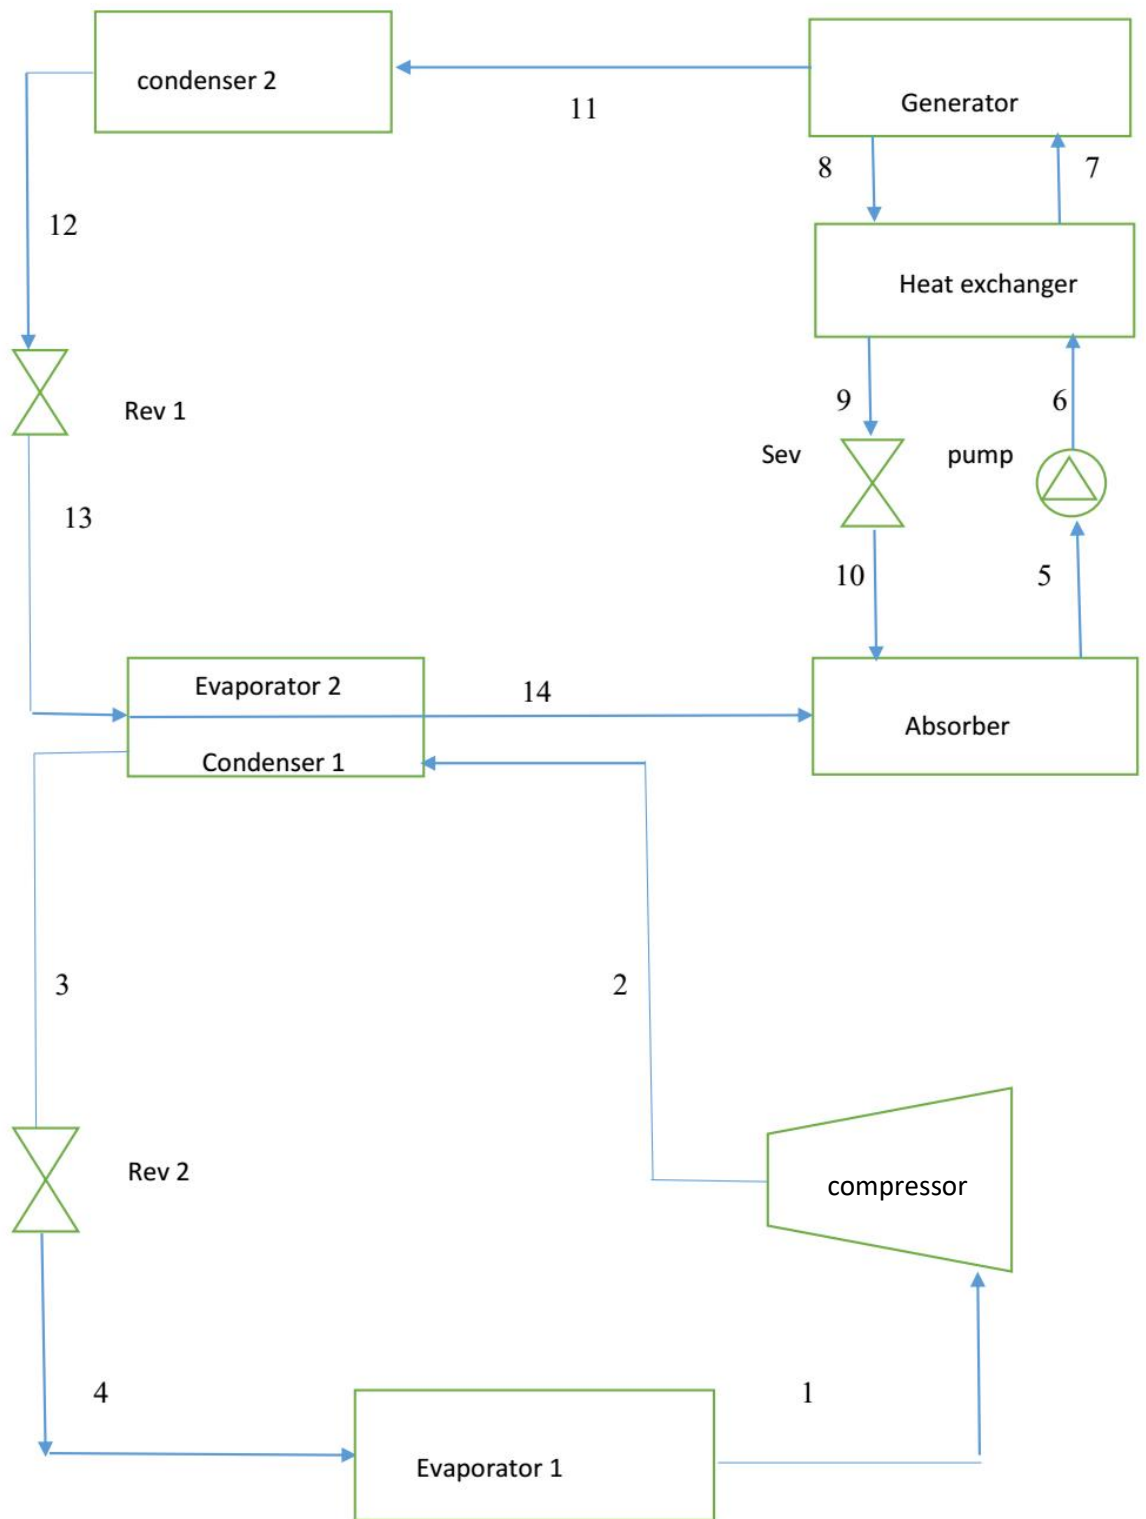 condenser 2
Generator
11
8
7
12
Heat exchanger
Rev 1
9
6
Sev
pump
13
10
5
Evaporator 2
14
Absorber
Condenser 1
3
2
Rev 2
compressor
4
1
Evaporator 1